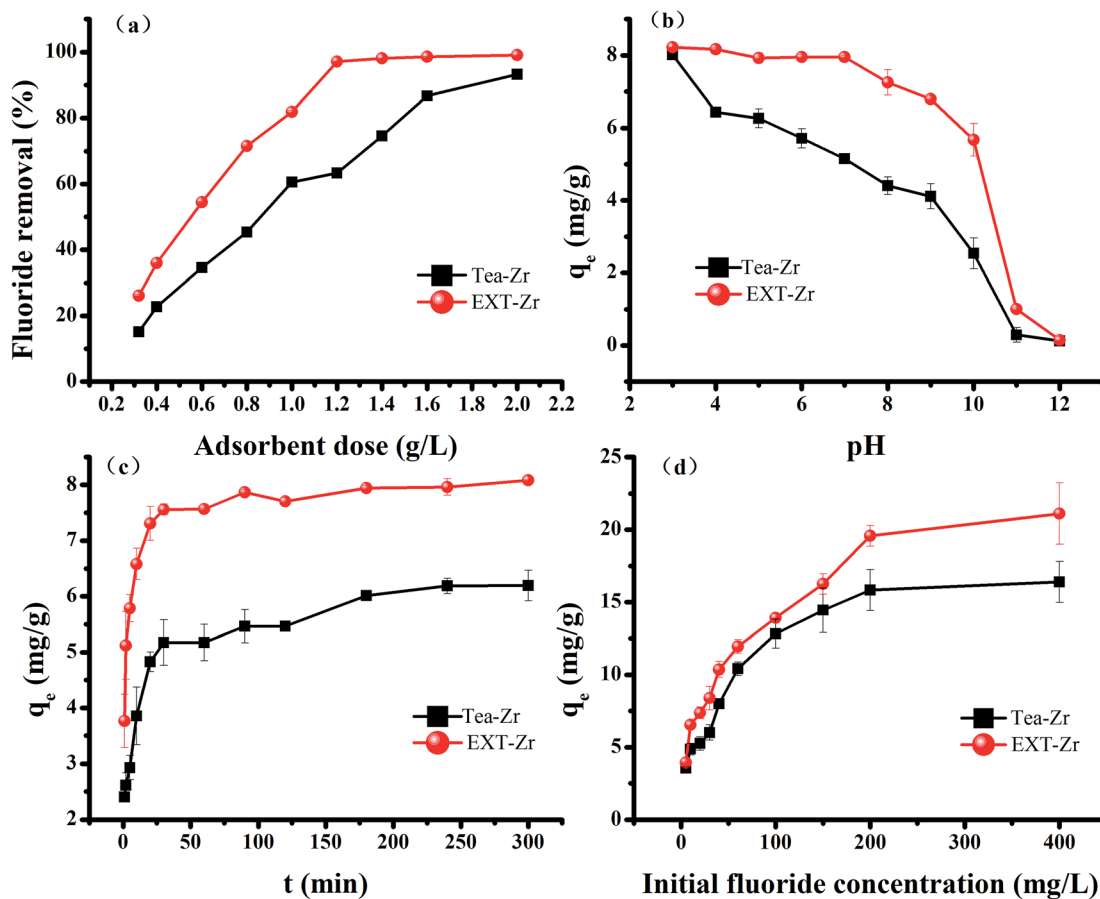 （a）
Fluoride removal (%)
100
80
60
40
20
0
Tea-Zr
EXT-Zr
0.2 0.4 0.6 0.8 1.0 1.2 1.4 1.6 1.8 2.0 2.2
Adsorbent dose (g/L)
（b）
qe (mg/g)
8
6
4
2
0
Tea-Zr
EXT-Zr
2 4 6 8 10 12
pH
（c）
qe (mg/g)
8
7
6
5
4
3
2
Tea-Zr
EXT-Zr
0 50 100 150 200 250 300
t (min)
（d）
qe (mg/g)
25
20
15
10
5
0
Tea-Zr
EXT-Zr
0 100 200 300 400
Initial fluoride concentration (mg/L)